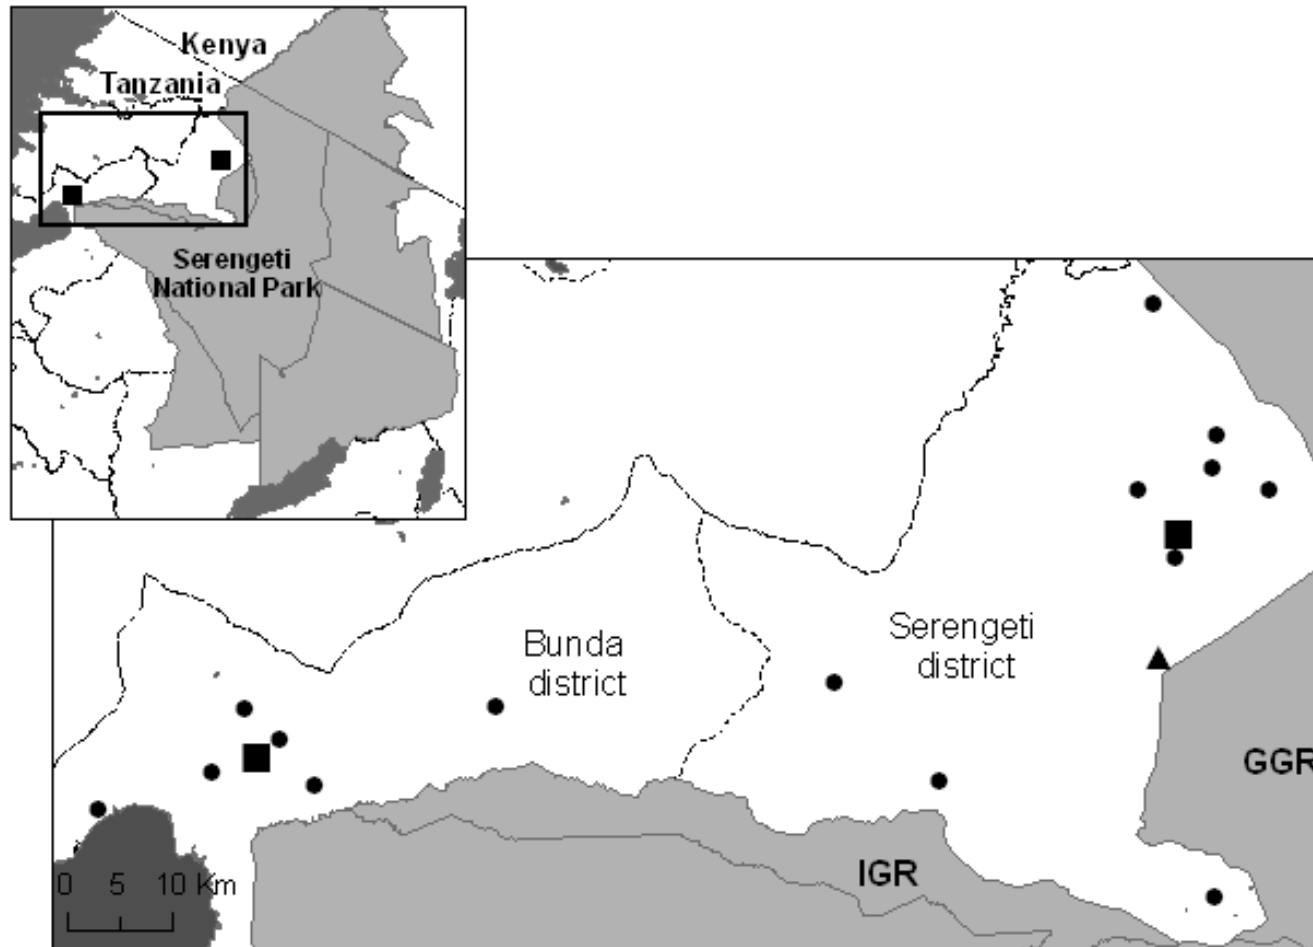 Kenya
Tanzania
Serengeti
National Park
Bunda
district
Serengeti
district
GGR
IGR
0 5 10 Km